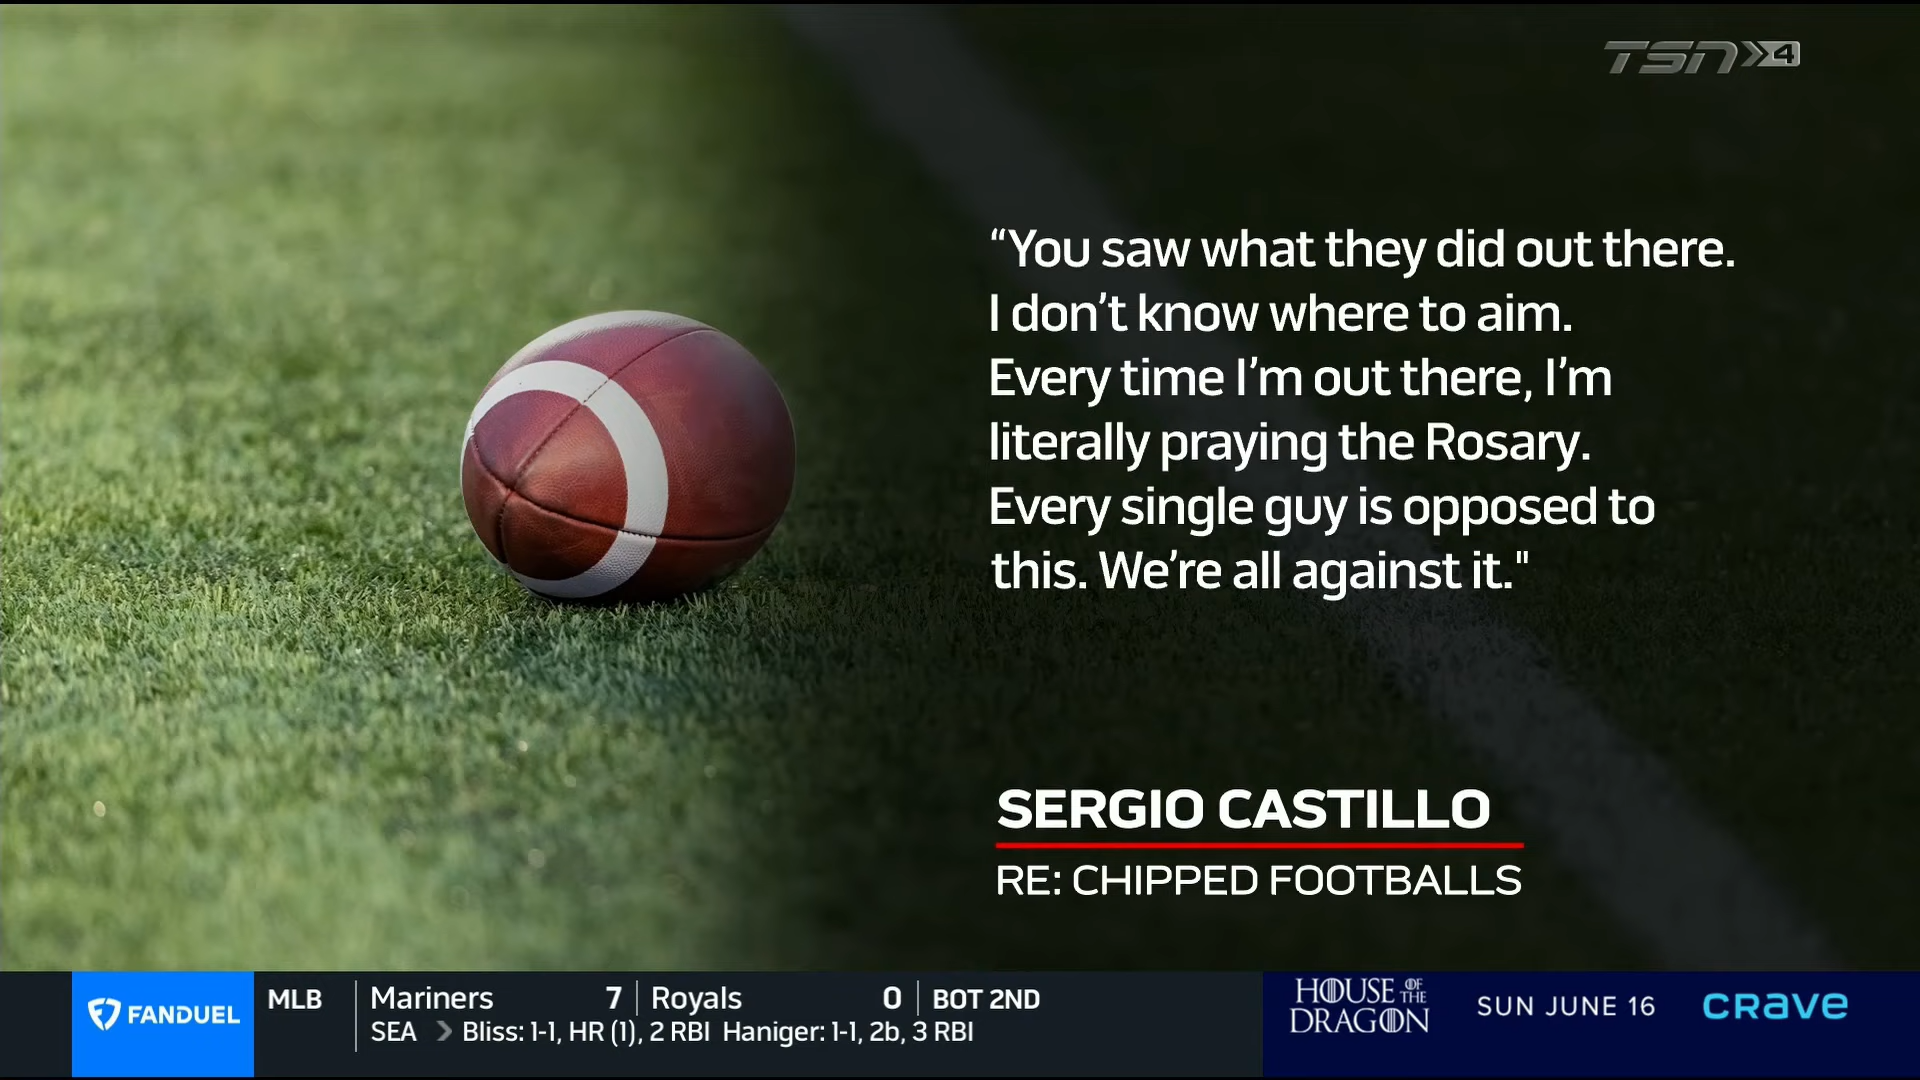 TSN 4
“You saw what they did out there.
I don’t know where to aim.
Every time I’m out there, I’m
literally praying the Rosary.
Every single guy is opposed to
this. We’re all against it."
SERGIO CASTILLO
RE: CHIPPED FOOTBALLS
FANDUEL
MLB
Mariners 7 Royals 0 BOT 2ND
SEA Bliss: 1-1, HR (1), 2 RBI Haniger: 1-1, 2b, 3 RBI
HOUSE OF THE
DRAGON
SUN JUNE 16
crave